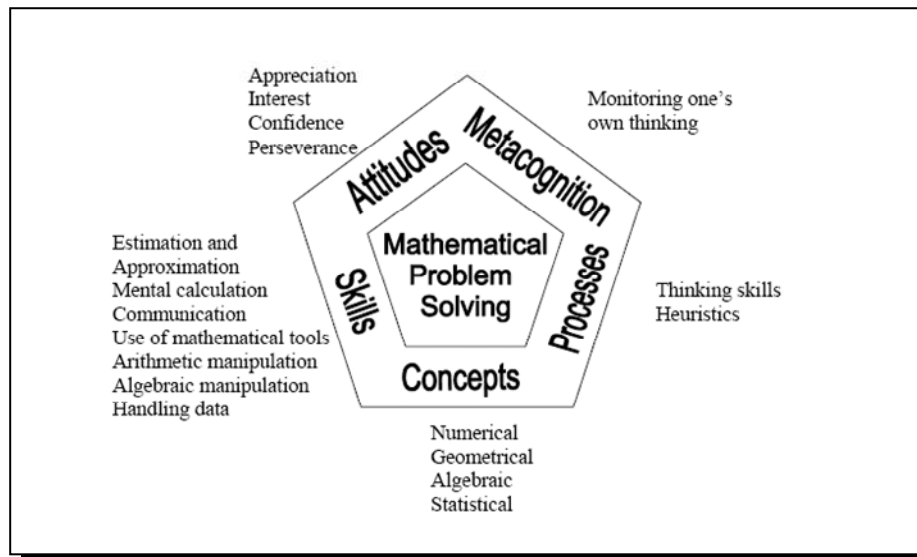 Appreciation
Interest
Confidence
Perseverance
Monitoring one's
own thinking
Attitudes
Metacognition
Estimation and
Approximation
Mental calculation
Communication
Use of mathematical tools
Arithmetic manipulation
Algebraic manipulation
Handling data
Skills
Mathematical
Problem
Solving
Processes
Thinking skills
Heuristics
Concepts
Numerical
Geometrical
Algebraic
Statistical